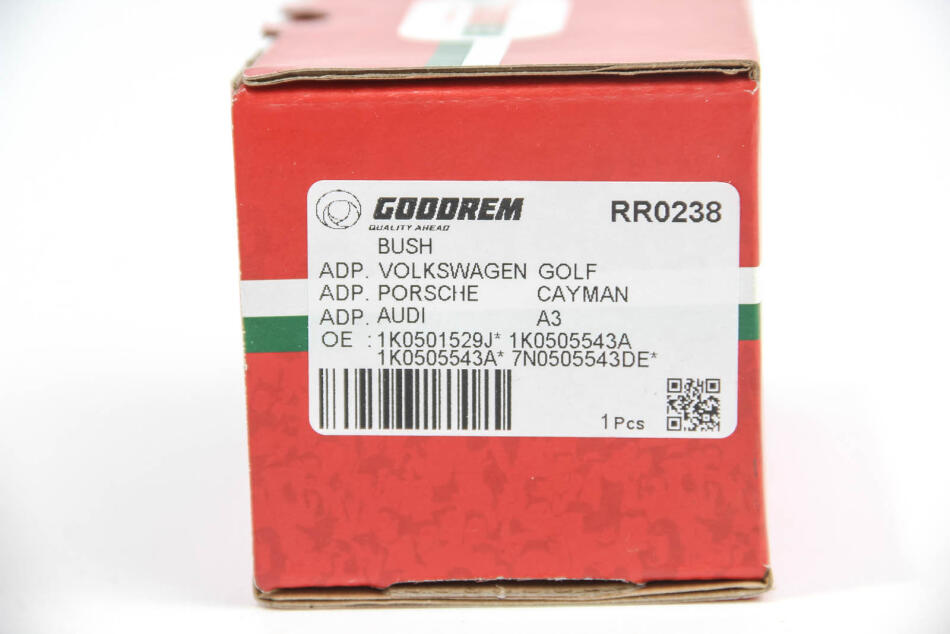 GOODREM RR0238
QUALITY AHEAD
BUSH
ADP. VOLKSWAGEN GOLF
ADP. PORSCHE CAYMAN
ADP. AUDI A3
OE : 1K0501529J* 1K0505543A
1K0505543A* 7N0505543DE*
1 Pcs